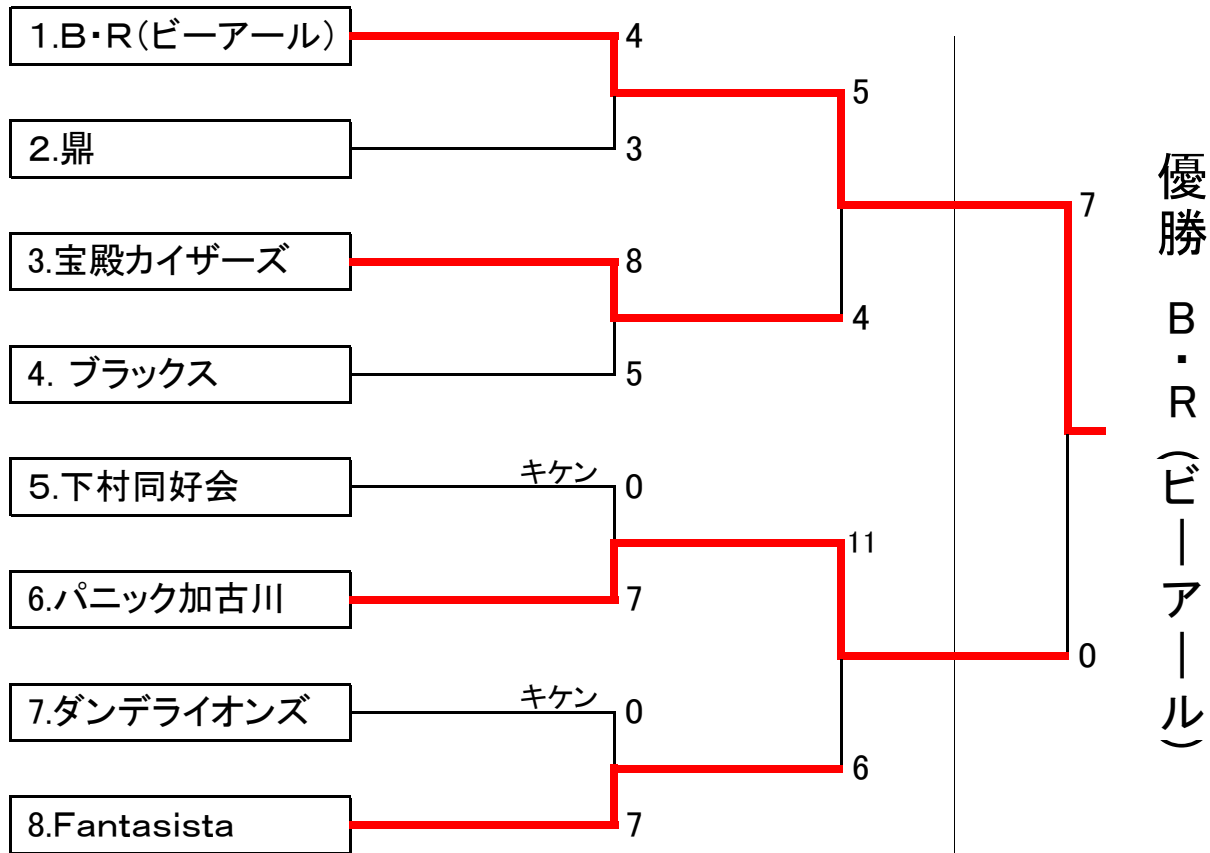 1.B・R(ビーアール)
4
5
2.鼎
3
7
3.宝殿カイザーズ
8
4
4. ブラックス
5
5.下村同好会
キケン
0
11
6.パニック加古川
7
0
7.ダンデライオンズ
キケン
0
6
8.Fantasista
7
優勝 B・R(ビーアール)